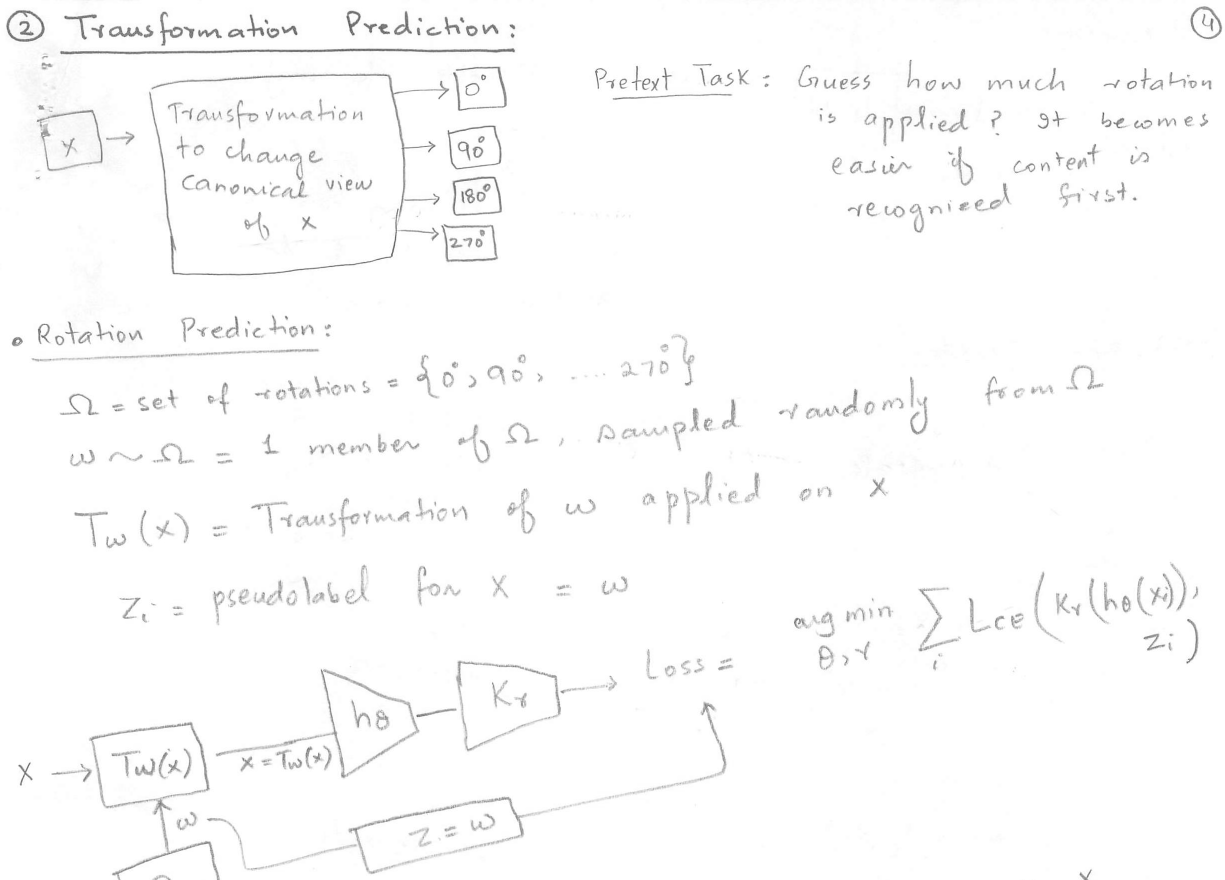 ② Transformation Prediction:
④
X
Transformation
to change
canonical view
of x
0°
90°
180°
270°
Pretext Task: Guess how much rotation
is applied? It becomes
easier if content is
recognized first.
• Rotation Prediction:
Ω = set of rotations = {0°, 90°, .... 270°}
w ~ Ω = 1 member of Ω, sampled randomly from Ω
Tw(x) = Transformation of w applied on x
Zi = pseudolabel for x = w
arg min Σ LCE (Kγ(hθ(xi)),
θ,γ i Zi)
X → Tw(x)
x = Tw(x)
hθ
Kγ
Loss =
w
Z = w